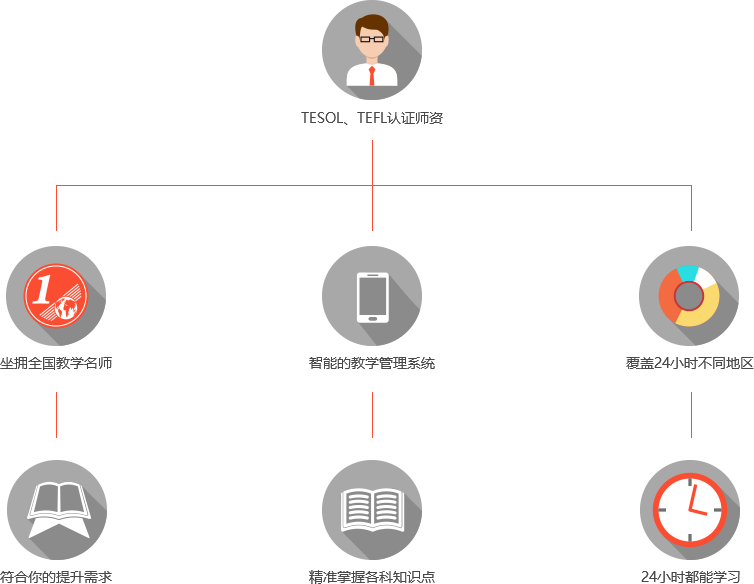 TESOL、TEFL认证师资
1
坐拥全国教学名师
智能的教学管理系统
覆盖24小时不同地区
符合你的提升需求
精准掌握各科知识点
24小时都能学习